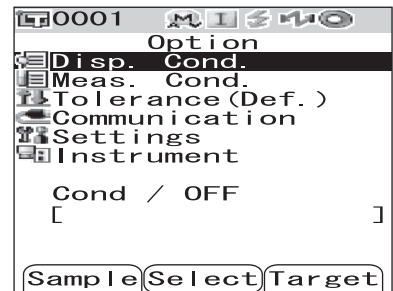 0001 M I
Option
Disp. Cond.
Meas. Cond.
Tolerance(Def.)
Communication
Settings
Instrument
Cond / OFF
[ ]
Sample Select Target